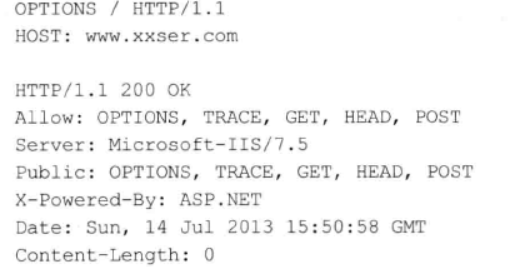 OPTIONS / HTTP/1.1
HOST: www.xxser.com
HTTP/1.1 200 OK
Allow: OPTIONS, TRACE, GET, HEAD, POST
Server: Microsoft-IIS/7.5
Public: OPTIONS, TRACE, GET, HEAD, POST
X-Powered-By: ASP.NET
Date: Sun, 14 Jul 2013 15:50:58 GMT
Content-Length: 0